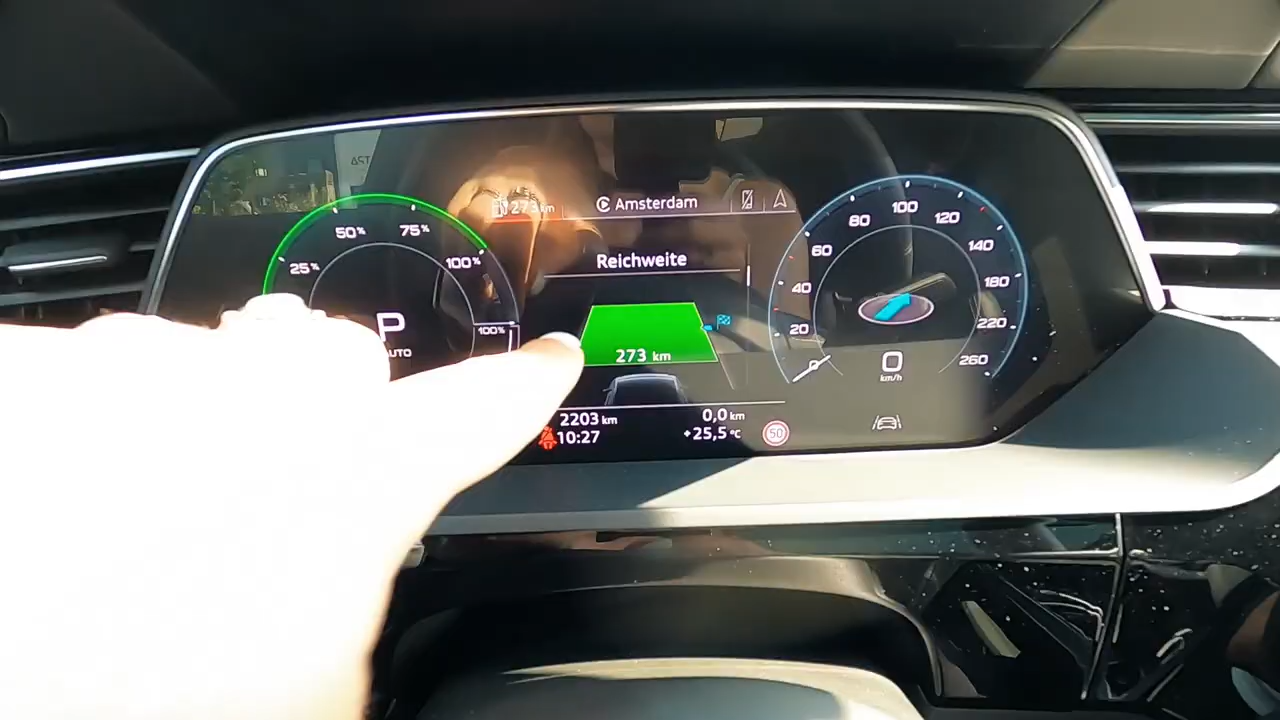 273 km
Amsterdam
Reichweite
25%
50%
75%
100%
100%
P
AUTO
273 km
20
40
60
80
100
120
140
180
220
260
0
km/h
2203 km
0,0 km
10:27
+25,5 °C
50